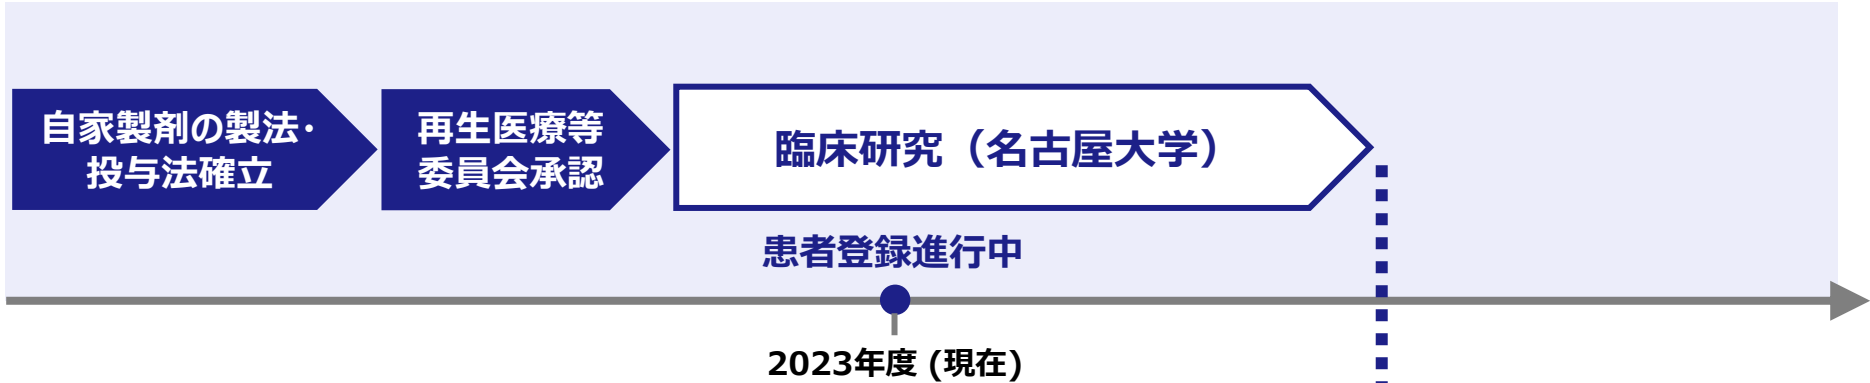 自家製剤の製法・
投与法確立
再生医療等
委員会承認
臨床研究（名古屋大学）
患者登録進行中
2023年度 (現在)